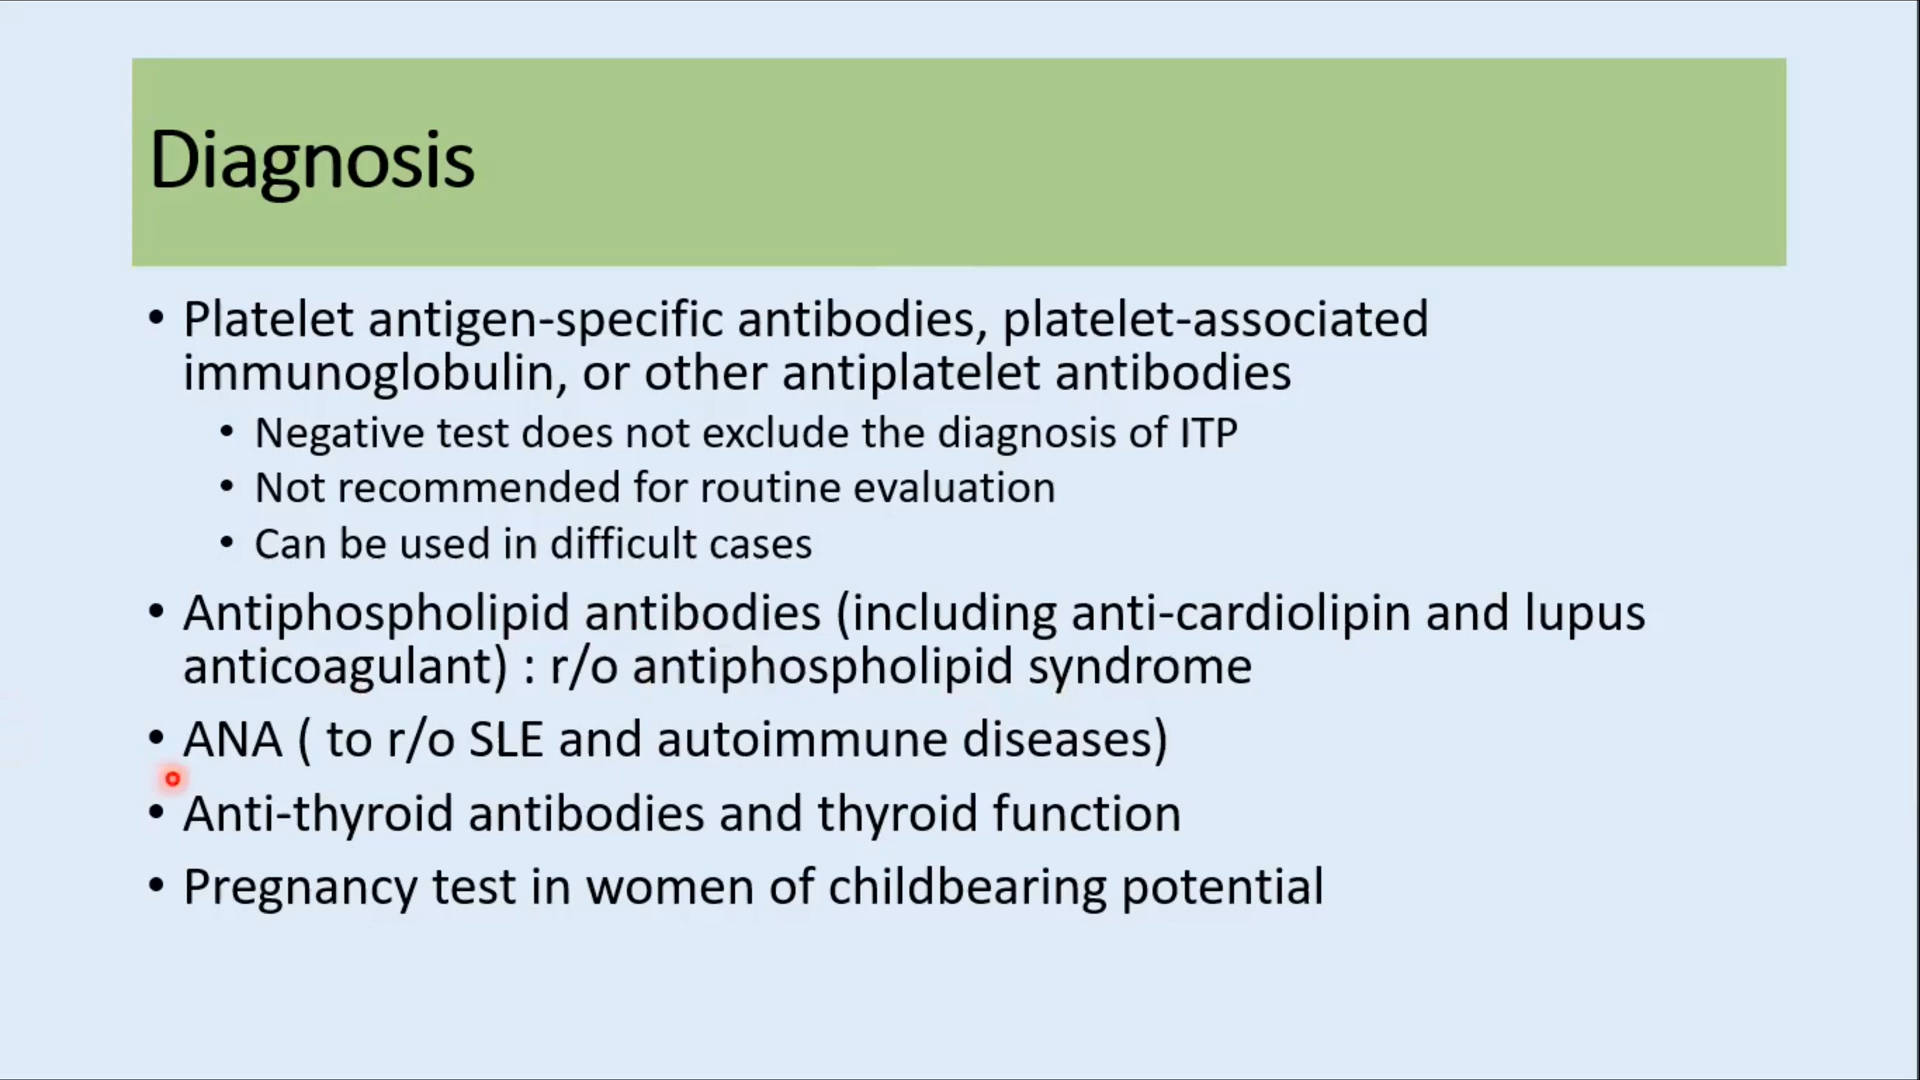 Diagnosis
• Platelet antigen-specific antibodies, platelet-associated
immunoglobulin, or other antiplatelet antibodies
• Negative test does not exclude the diagnosis of ITP
• Not recommended for routine evaluation
• Can be used in difficult cases
• Antiphospholipid antibodies (including anti-cardiolipin and lupus
anticoagulant) : r/o antiphospholipid syndrome
• ANA ( to r/o SLE and autoimmune diseases)
• Anti-thyroid antibodies and thyroid function
• Pregnancy test in women of childbearing potential